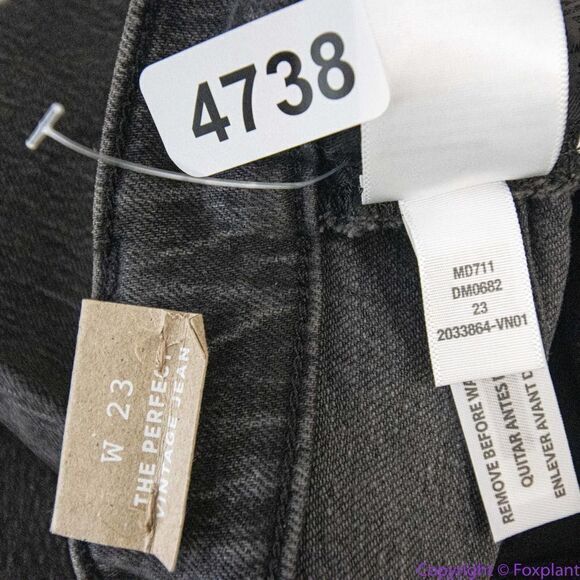 4738
MD711
DM0682
23
2033864-VN01
W 23
THE PERFECT
VINTAGE JEAN
REMOVE BEFORE WA
QUITAR ANTES
ENLEVER AVANT D
Copyright © Foxplant